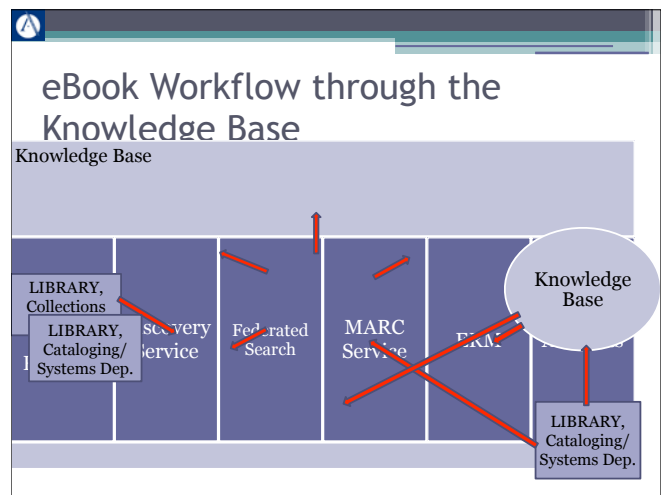 eBook Workflow through the
Knowledge Base
Knowledge Base
LIBRARY,
Collections
LIBRARY,
Cataloging/
Systems Dep.
Service
Federated
Search
MARC
Service
ERM
Knowledge
Base
LIBRARY,
Cataloging/
Systems Dep.